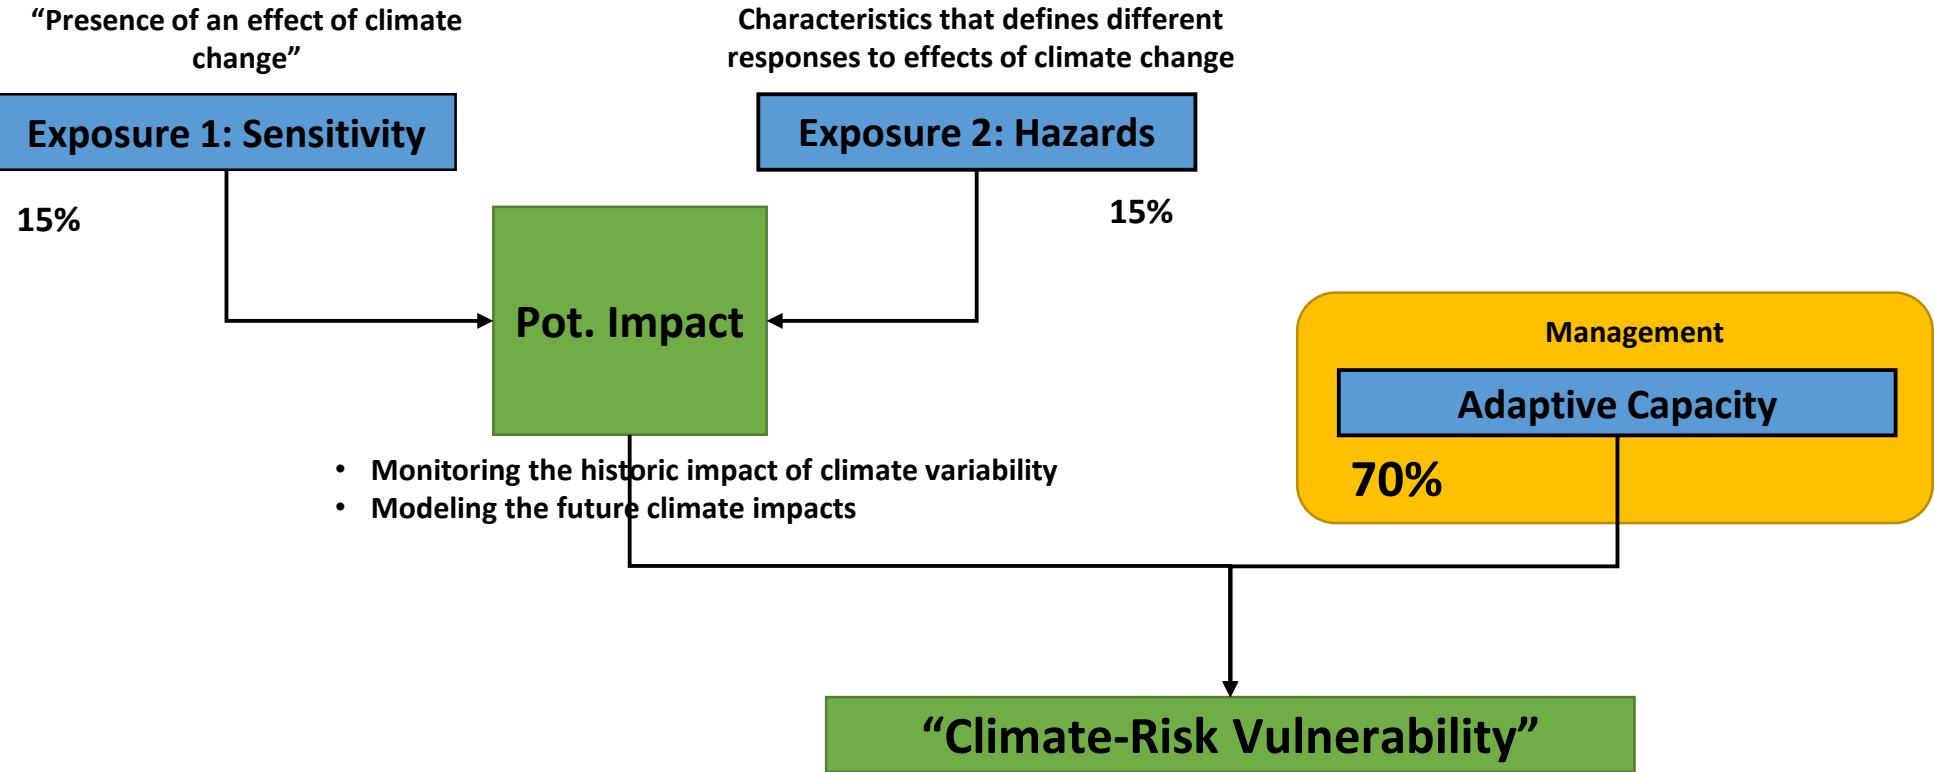 “Presence of an effect of climate
change”
Characteristics that defines different
responses to effects of climate change
Exposure 1: Sensitivity
Exposure 2: Hazards
15%
15%
Pot. Impact
Management
Adaptive Capacity
70%
• Monitoring the historic impact of climate variability
• Modeling the future climate impacts
“Climate-Risk Vulnerability”